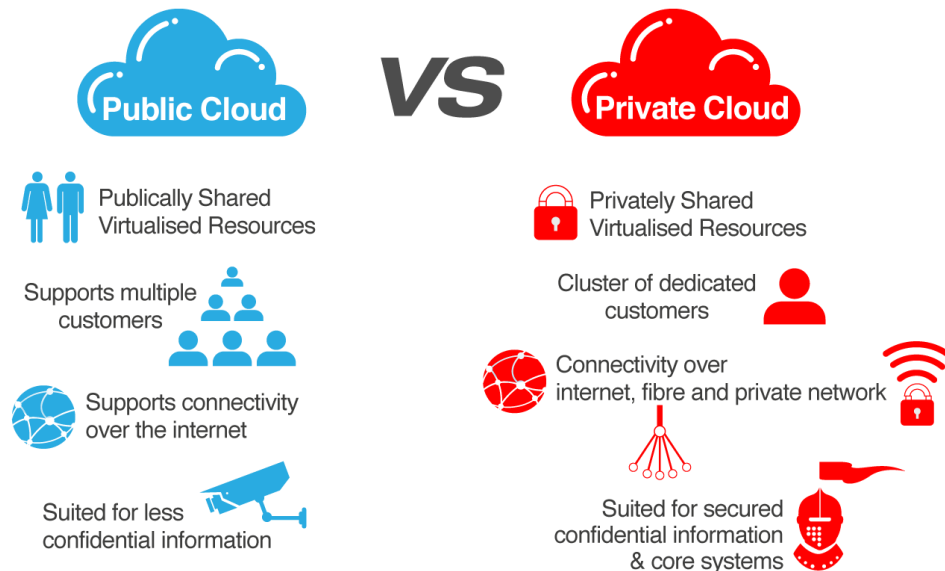 Public Cloud
VS
Private Cloud
Publically Shared
Virtualised Resources
Supports multiple
customers
Supports connectivity
over the internet
Suited for less
confidential information
Privately Shared
Virtualised Resources
Cluster of dedicated
customers
Connectivity over
internet, fibre and private network
Suited for secured
confidential information
& core systems